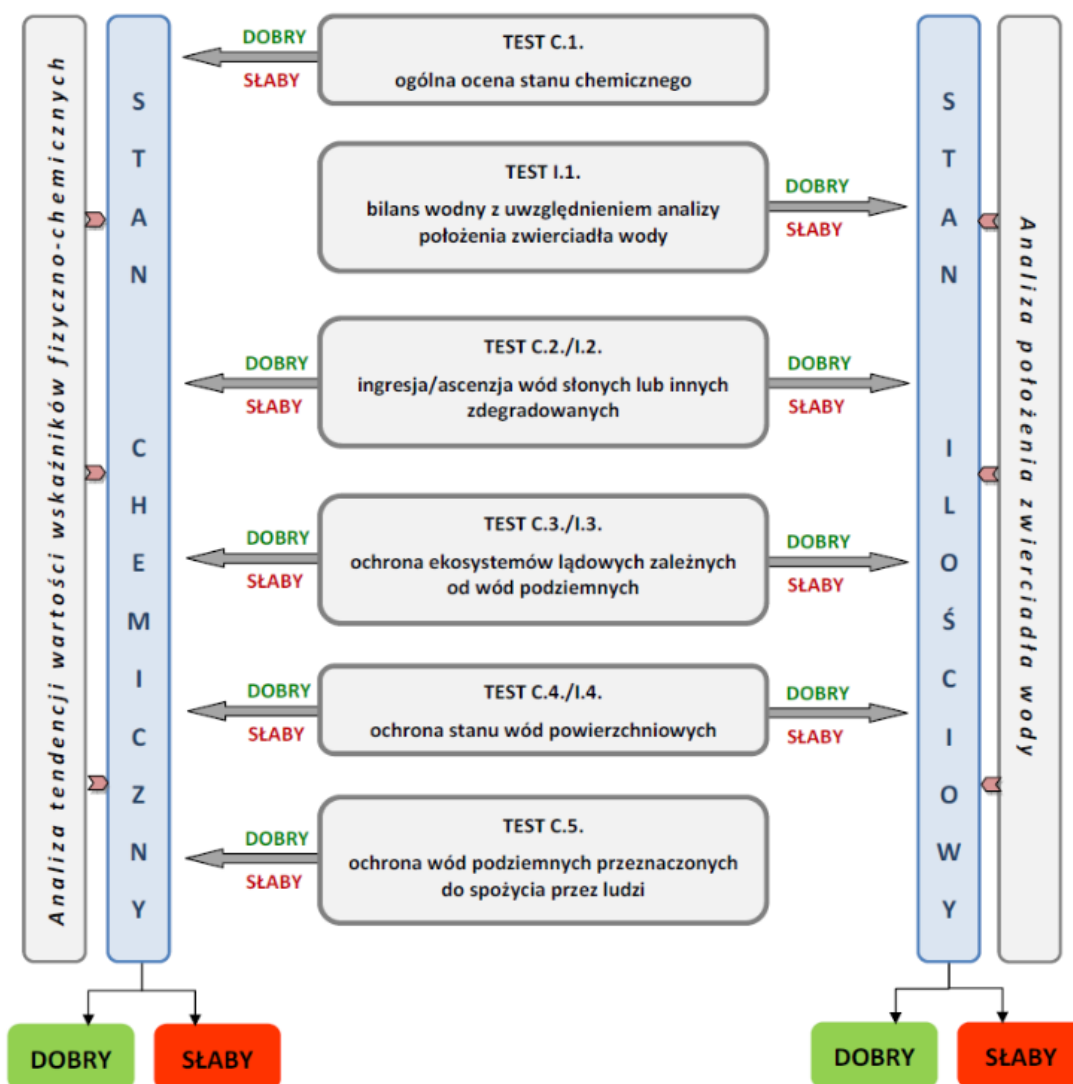 Analiza tendencji wartości wskaźników fizyczno-chemicznych
STAN CHEMICZNY
DOBRY
SŁABY
TEST C.1.
ogólna ocena stanu chemicznego
TEST I.1.
bilans wodny z uwzględnieniem analizy
położenia zwierciadła wody
DOBRY
SŁABY
DOBRY
SŁABY
TEST C.2./I.2.
ingresja/ascenzja wód słonych lub innych
zdegradowanych
DOBRY
SŁABY
DOBRY
SŁABY
TEST C.3./I.3.
ochrona ekosystemów lądowych zależnych
od wód podziemnych
DOBRY
SŁABY
DOBRY
SŁABY
TEST C.4./I.4.
ochrona stanu wód powierzchniowych
DOBRY
SŁABY
DOBRY
SŁABY
TEST C.5.
ochrona wód podziemnych przeznaczonych
do spożycia przez ludzi
STAN ILOŚCIOWY
Analiza położenia zwierciadła wody
DOBRY
SŁABY
DOBRY
SŁABY